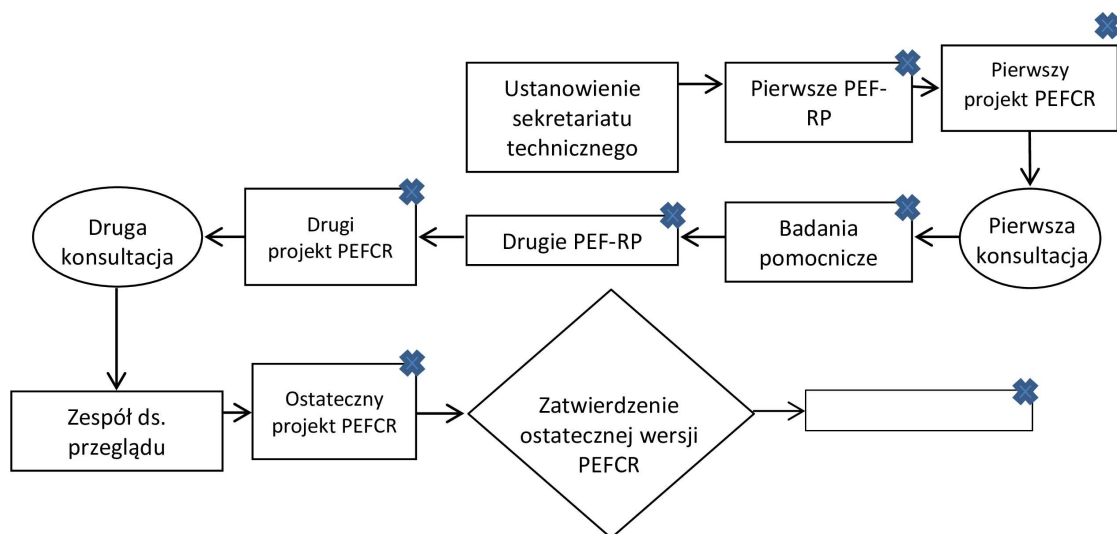 Ustanowienie
sekretariatu
technicznego
Pierwsze PEF-
RP
Pierwszy
projekt PEFCR
Pierwsza
konsultacja
Badania
pomocnicze
Drugie PEF-RP
Drugi
projekt PEFCR
Druga
konsultacja
Zespół ds.
przeglądu
Ostateczny
projekt PEFCR
Zatwierdzenie
ostatecznej wersji
PEFCR